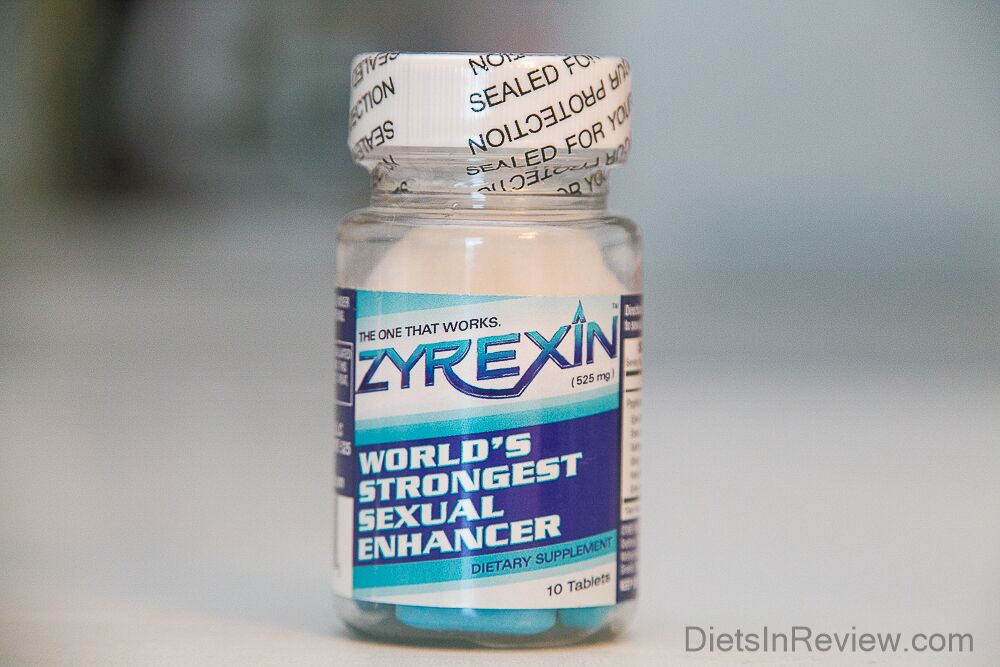 SEALED FOR YOUR PROTECTION
SEALED FOR YOUR PROTECTION
THE ONE THAT WORKS.
ZYREXIN™
(525 mg)
WORLD'S
STRONGEST
SEXUAL
ENHANCER
DIETARY SUPPLEMENT
10 Tablets
DietsInReview.com